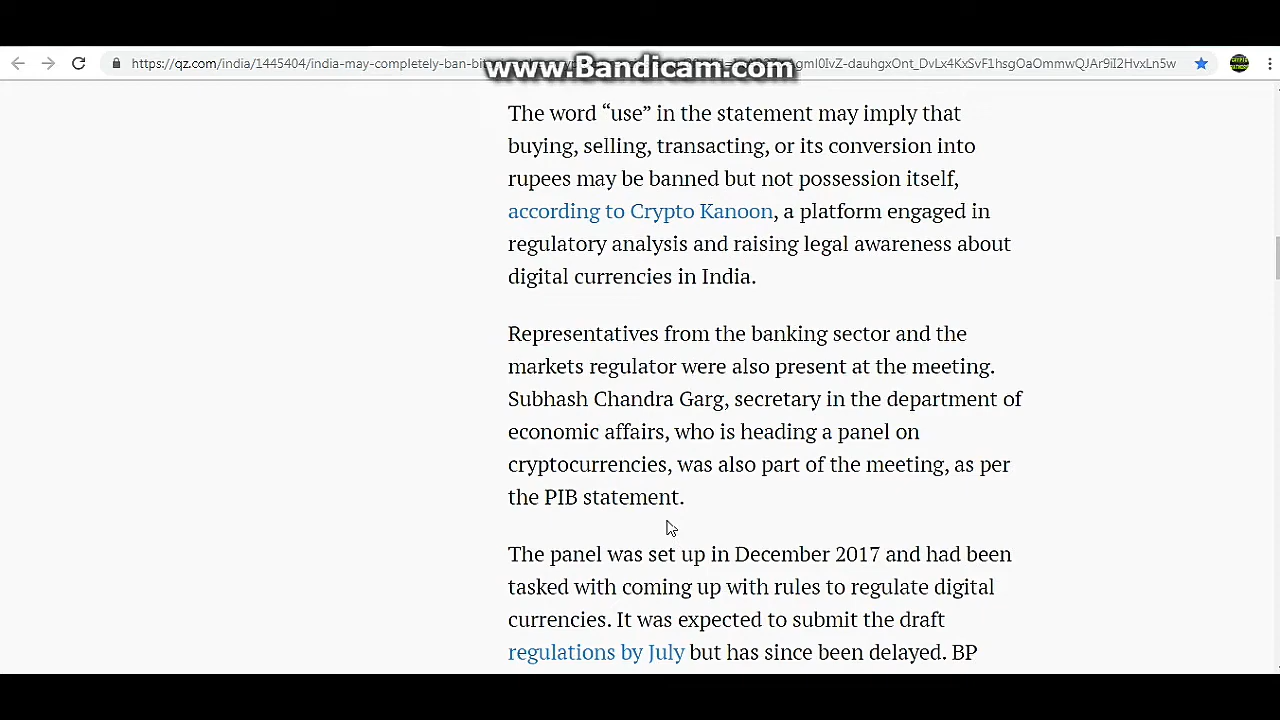 www.Bandicam.com
https://qz.com/india/1445404/india-may-completely-ban-bi
The word “use” in the statement may imply that
buying, selling, transacting, or its conversion into
rupees may be banned but not possession itself,
according to Crypto Kanoon, a platform engaged in
regulatory analysis and raising legal awareness about
digital currencies in India.
Representatives from the banking sector and the
markets regulator were also present at the meeting.
Subhash Chandra Garg, secretary in the department of
economic affairs, who is heading a panel on
cryptocurrencies, was also part of the meeting, as per
the PIB statement.
The panel was set up in December 2017 and had been
tasked with coming up with rules to regulate digital
currencies. It was expected to submit the draft
regulations by July but has since been delayed. BP